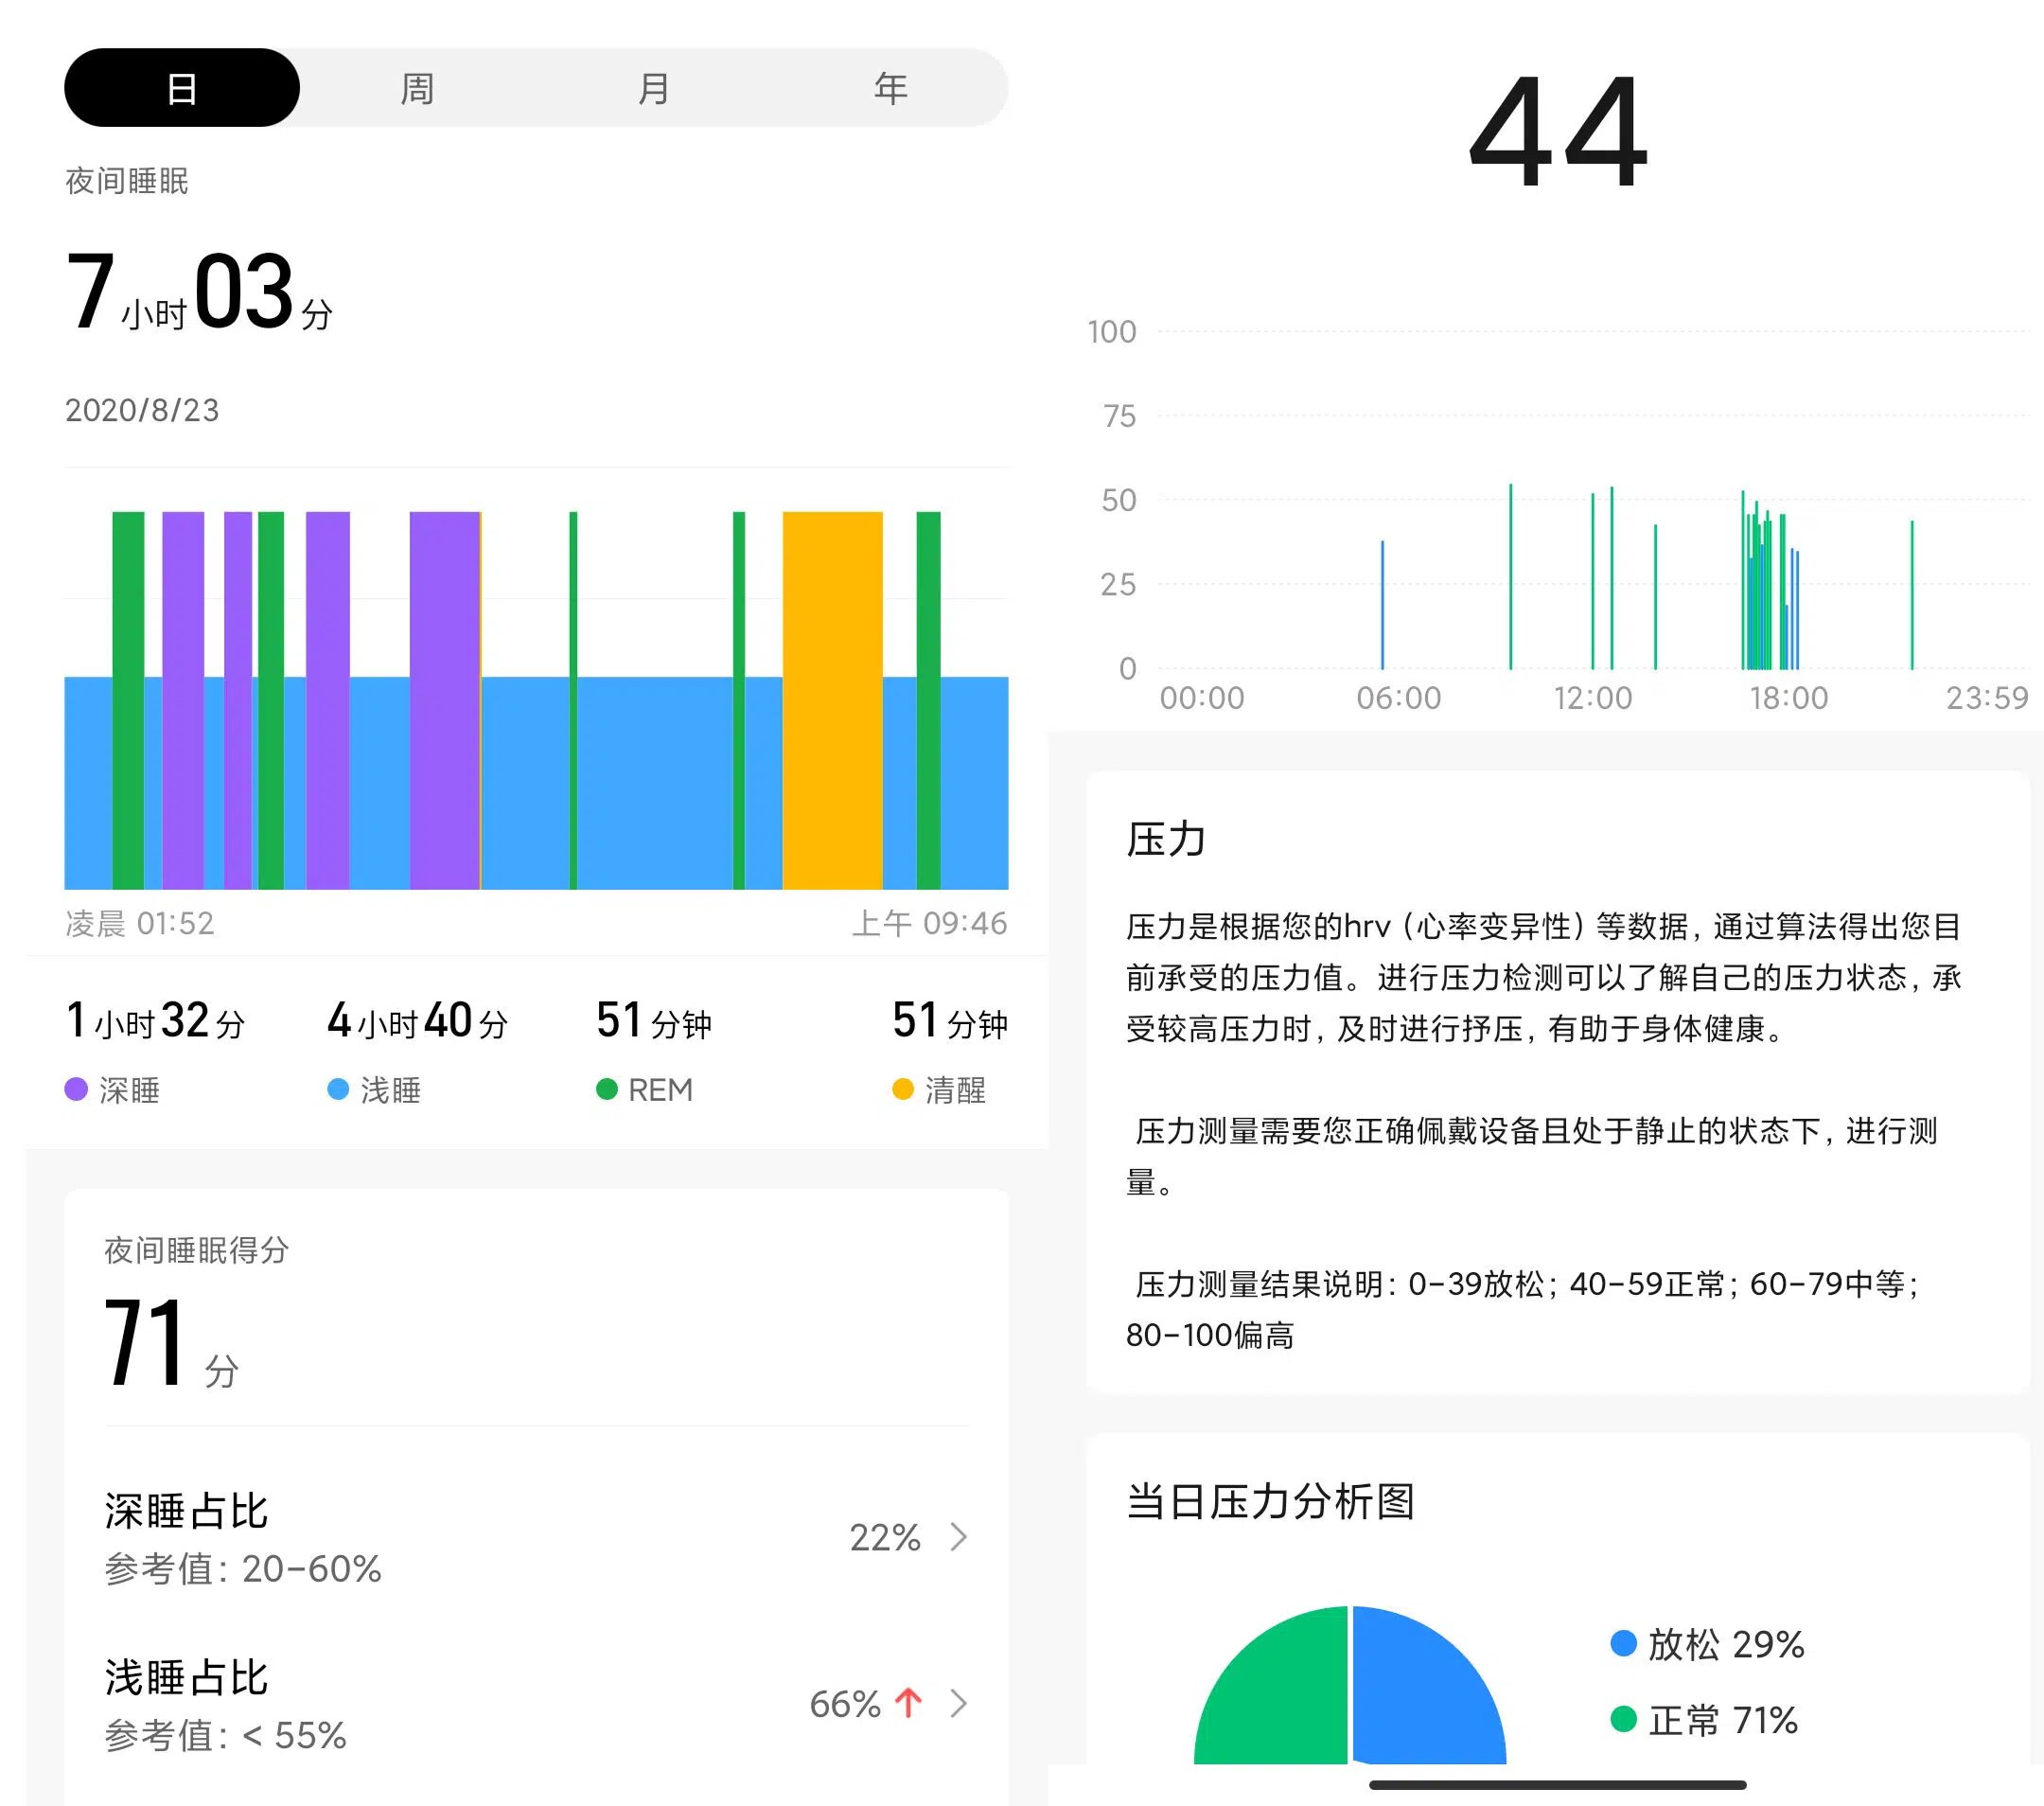 日 周 月 年
夜间睡眠
7小时03分
2020/8/23
凌晨 01:52 上午 09:46
1小时32分 4小时40分 51分钟 51分钟
深睡 浅睡 REM 清醒
夜间睡眠得分
71 分
深睡占比
参考值：20-60%
22%
浅睡占比
参考值：< 55%
66%
44
100
75
50
25
0
00:00 06:00 12:00 18:00 23:59
压力
压力是根据您的hrv（心率变异性）等数据，通过算法得出您目
前承受的压力值。进行压力检测可以了解自己的压力状态，承
受较高压力时，及时进行抒压，有助于身体健康。
压力测量需要您正确佩戴设备且处于静止的状态下，进行测
量。
压力测量结果说明：0-39放松；40-59正常；60-79中等；
80-100偏高
当日压力分析图
放松 29%
正常 71%